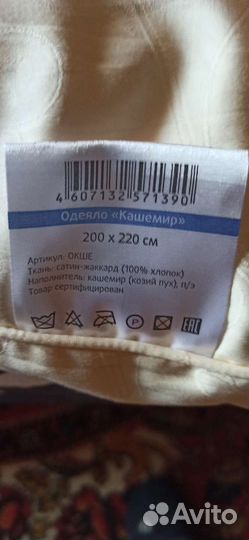 4 607132 571390
Одеяло «Кашемир»
200 х 220 см
Артикул: ОКШЕ
Ткань: сатин-жаккард (100% хлопок)
Наполнитель: кашемир (козий пух), п/э
Товар сертифицирован
P
EAC
Avito